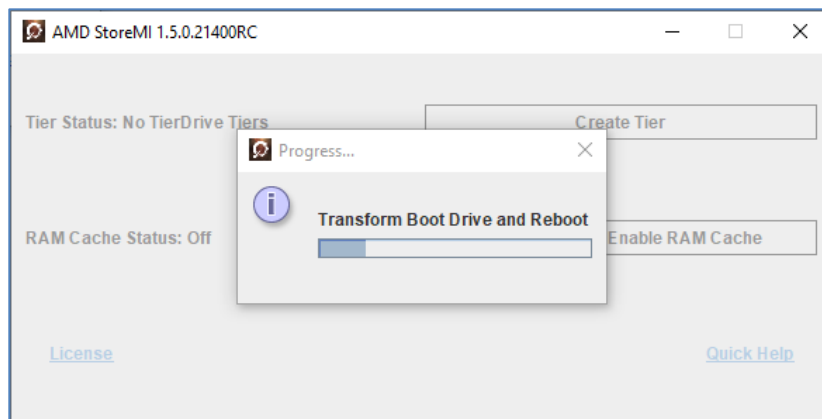 AMD StoreMI 1.5.0.21400RC
Tier Status: No TierDrive Tiers
Create Tier
Progress...
Transform Boot Drive and Reboot
RAM Cache Status: Off
Enable RAM Cache
License
Quick Help